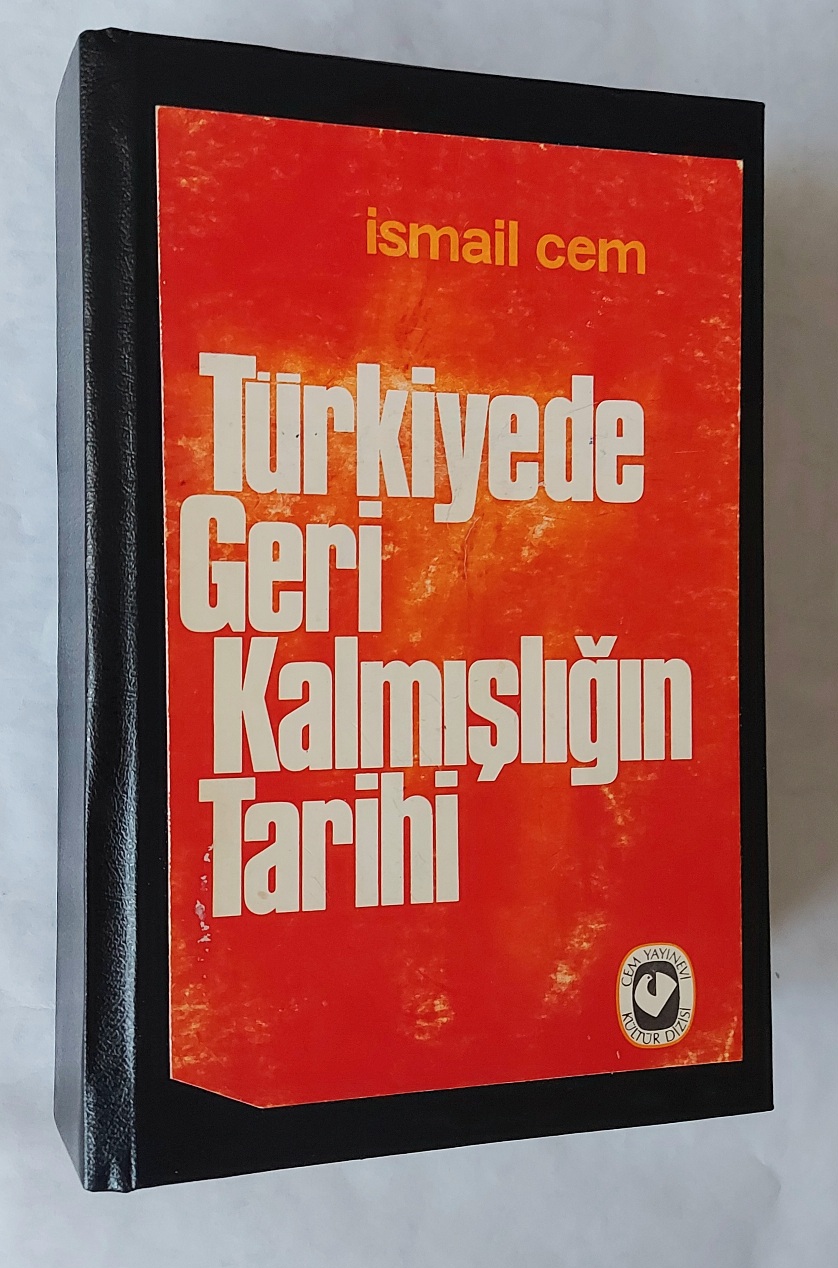 ismail cem
Türkiyede
Geri
Kalmışlığın
Tarihi
CEM YAYINEVİ
KÜLTÜR DİZİSİ